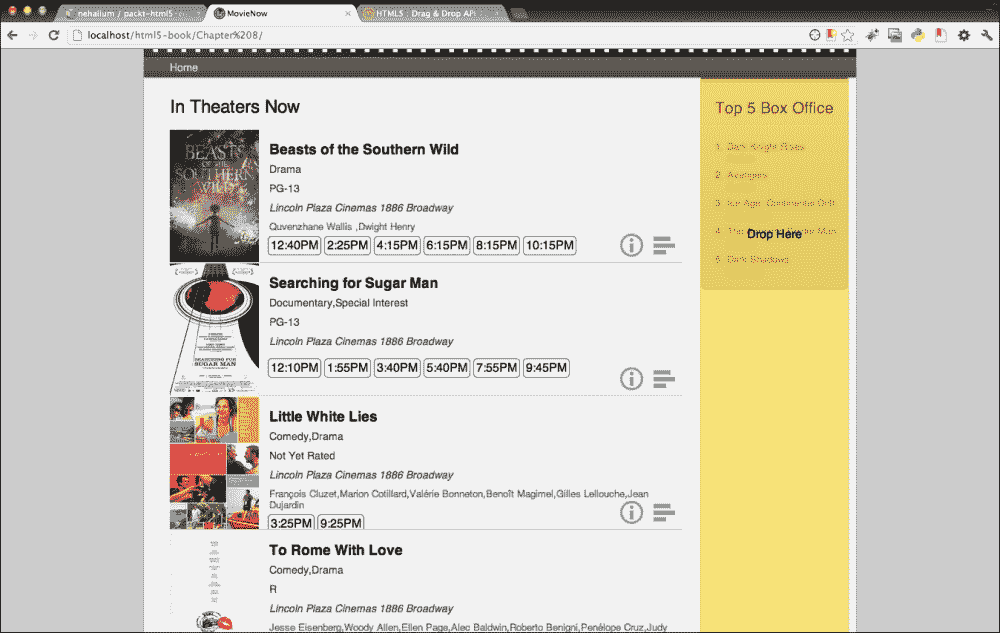 nehalium / packt-html5-
MovieNow
HTML5 : Drag & Drop API
localhost/html5-book/Chapter%208/
Home
In Theaters Now
BEASTS
OF THE
SOUTHERN
WILD
Beasts of the Southern Wild
Drama
PG-13
Lincoln Plaza Cinemas 1886 Broadway
Quvenzhane Wallis ,Dwight Henry
12:40PM 2:25PM 4:15PM 6:15PM 8:15PM 10:15PM
SEARCHING FOR
SUGAR MAN
Searching for Sugar Man
Documentary,Special Interest
PG-13
Lincoln Plaza Cinemas 1886 Broadway
12:10PM 1:55PM 3:40PM 5:40PM 7:55PM 9:45PM
Little White Lies
Comedy,Drama
Not Yet Rated
Lincoln Plaza Cinemas 1886 Broadway
François Cluzet,Marion Cotillard,Valérie Bonneton,Benoît Magimel,Gilles Lellouche,Jean
Dujardin
3:25PM 9:25PM
To Rome With Love
Comedy,Drama
R
Lincoln Plaza Cinemas 1886 Broadway
Jesse Eisenberg,Woody Allen,Ellen Page,Alec Baldwin,Roberto Benigni,Penélope Cruz,Judy
Top 5 Box Office
1. Dark Knight Rises
2. Avengers
3. Ice Age: Continental Drift
4. The Man
Drop Here
5. Dark Shadows